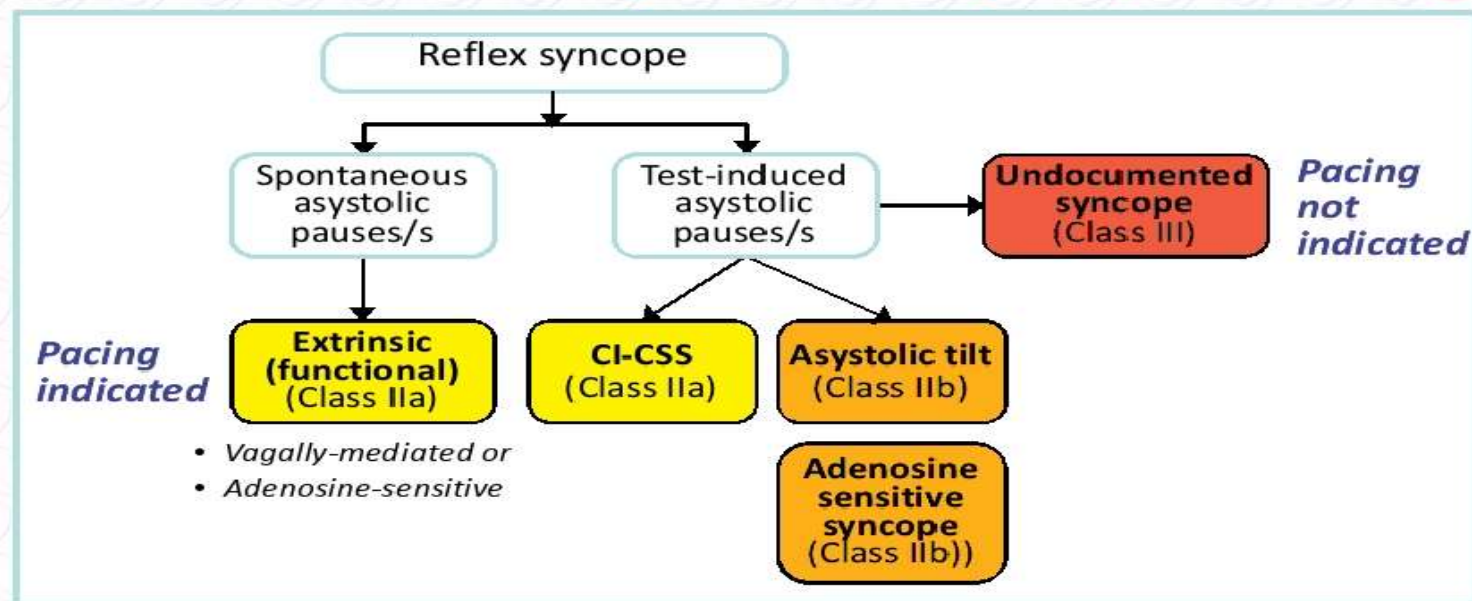 Reflex syncope
Spontaneous
asystolic
pauses/s
Test-induced
asystolic
pauses/s
Undocumented
syncope
(Class III)
Pacing
not
indicated
Pacing
indicated
Extrinsic
(functional)
(Class IIa)
CI-CSS
(Class IIa)
Asystolic tilt
(Class IIb)
• Vagally-mediated or
• Adenosine-sensitive
Adenosine
sensitive
syncope
(Class IIb))